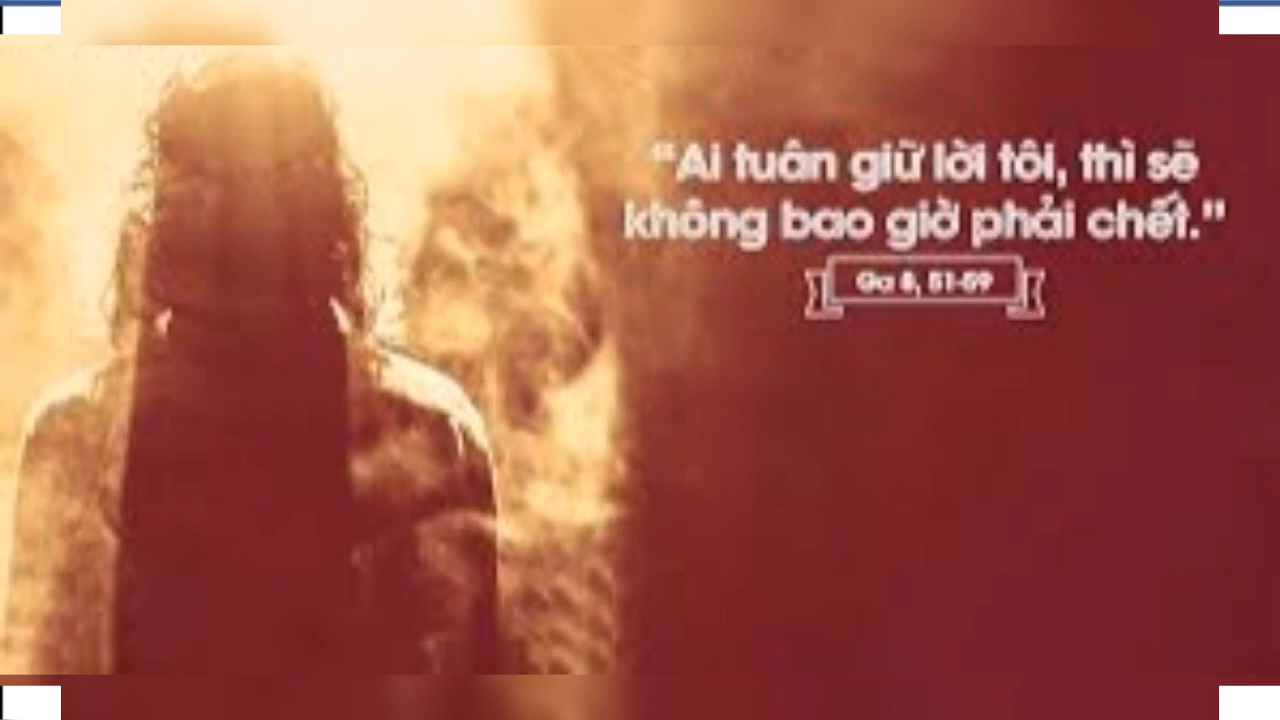 “Ai tuân giữ lời tôi, thì sẽ
không bao giờ phải chết.”
Ga 8, 51-59